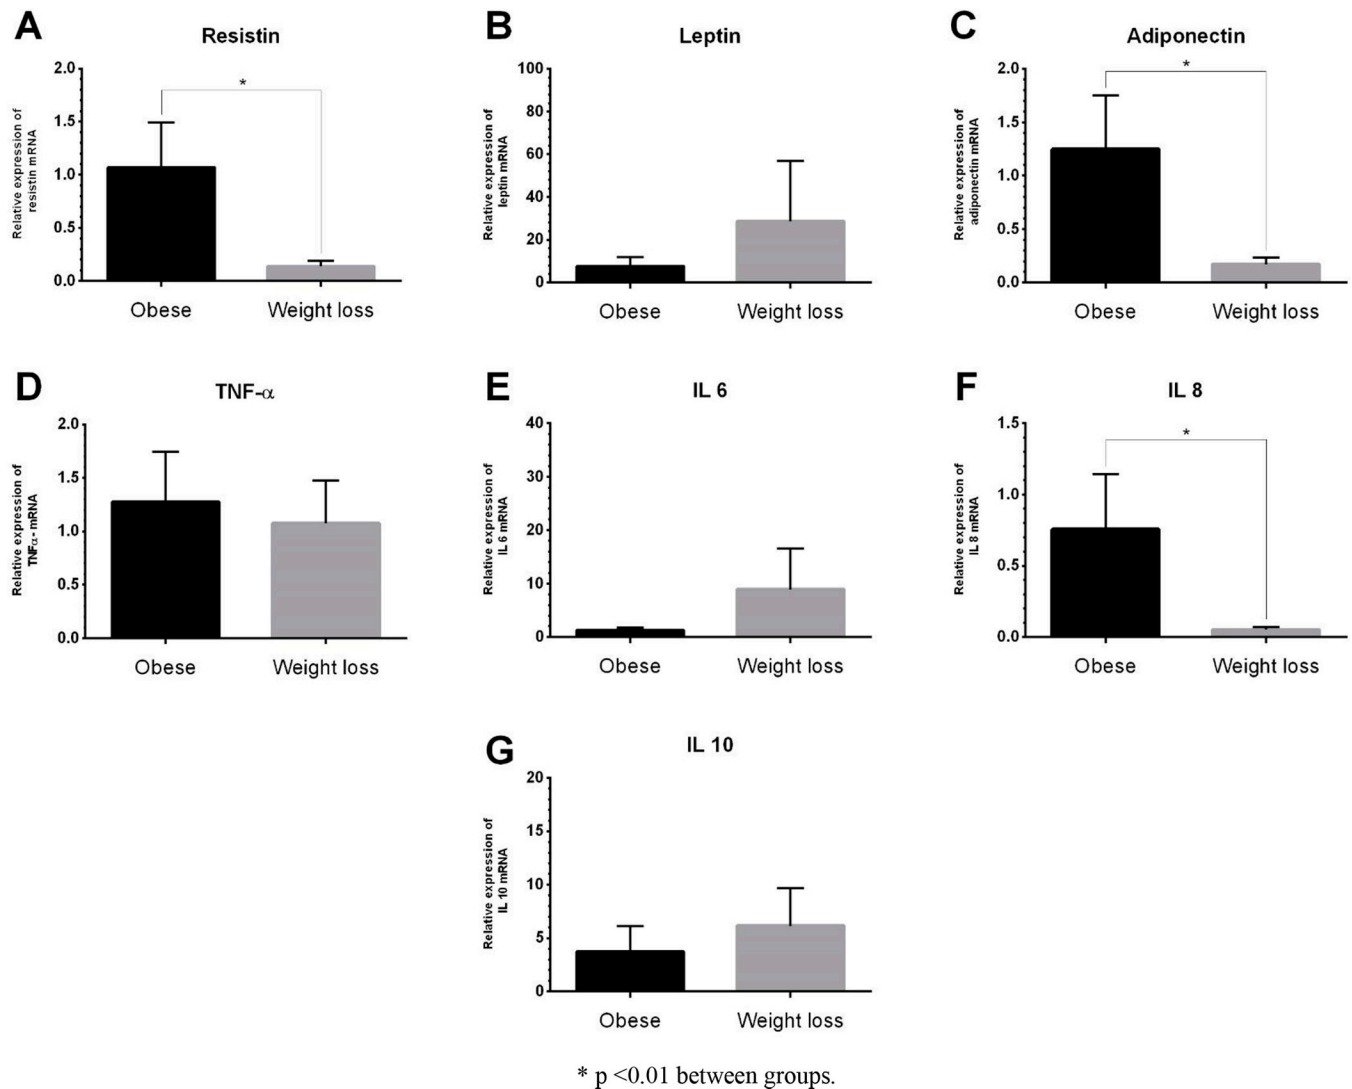 A
Resistin
Relative expression of
resistin mRNA
2.0
1.5
1.0
0.5
0.0
*
Obese
Weight loss
B
Leptin
Relative expression of
leptin mRNA
100
80
60
40
20
0
Obese
Weight loss
C
Adiponectin
Relative expression of
adiponectin mRNA
2.0
1.5
1.0
0.5
0.0
*
Obese
Weight loss
D
TNF-α
Relative expression of
TNFα- mRNA
2.0
1.5
1.0
0.5
0.0
Obese
Weight loss
E
IL 6
Relative expression of
IL 6 mRNA
40
30
20
10
0
Obese
Weight loss
F
IL 8
Relative expression of
IL 8 mRNA
1.5
1.0
0.5
0.0
*
Obese
Weight loss
G
IL 10
Relative expression of
IL 10 mRNA
20
15
10
5
0
Obese
Weight loss
* p <0.01 between groups.